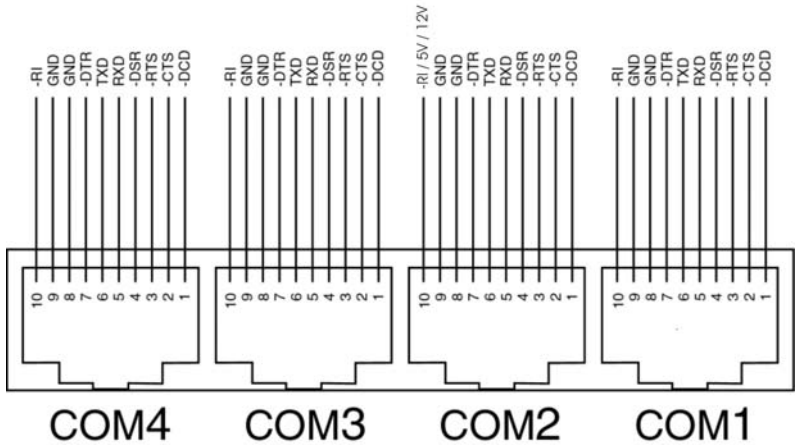 -RI GND GND -DTR TXD RXD -DSR -RTS -CTS -DCD
-RI GND GND -DTR TXD RXD -DSR -RTS -CTS -DCD
-RI / 5V / 12V GND GND -DTR TXD RXD -DSR -RTS -CTS -DCD
-RI GND GND -DTR TXD RXD -DSR -RTS -CTS -DCD
10 9 8 7 6 5 4 3 2 1
10 9 8 7 6 5 4 3 2 1
10 9 8 7 6 5 4 3 2 1
10 9 8 7 6 5 4 3 2 1
COM4 COM3 COM2 COM1